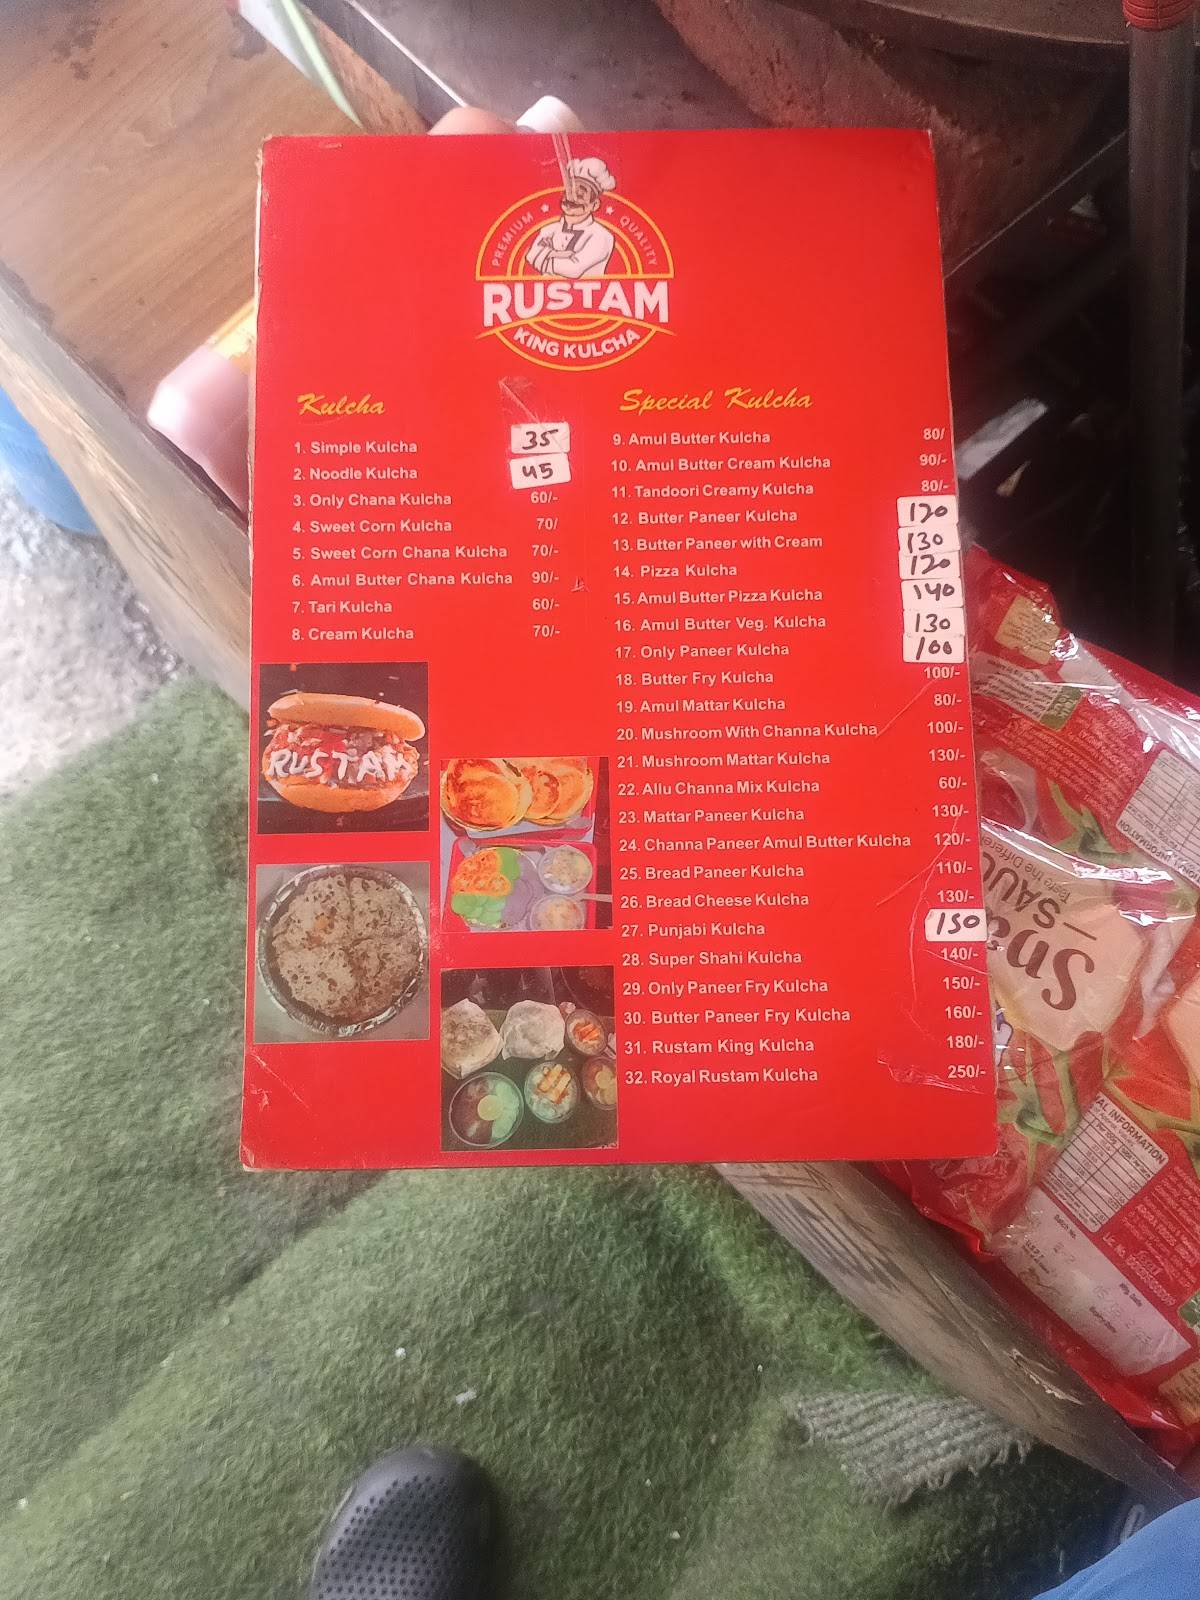 PREMIUM ★ ★ QUALITY
RUSTAM
KING KULCHA
Kulcha
1. Simple Kulcha 35
2. Noodle Kulcha 45
3. Only Chana Kulcha 60/-
4. Sweet Corn Kulcha 70/
5. Sweet Corn Chana Kulcha 70/-
6. Amul Butter Chana Kulcha 90/-
7. Tari Kulcha 60/-
8. Cream Kulcha 70/-
Special Kulcha
9. Amul Butter Kulcha 80/
10. Amul Butter Cream Kulcha 90/-
11. Tandoori Creamy Kulcha 80/-
12. Butter Paneer Kulcha 120
13. Butter Paneer with Cream 130
14. Pizza Kulcha 120
15. Amul Butter Pizza Kulcha 140
16. Amul Butter Veg. Kulcha 130
17. Only Paneer Kulcha 100
18. Butter Fry Kulcha 100/-
19. Amul Mattar Kulcha 80/-
20. Mushroom With Channa Kulcha 100/-
21. Mushroom Mattar Kulcha 130/-
22. Allu Channa Mix Kulcha 60/-
23. Mattar Paneer Kulcha 130/-
24. Channa Paneer Amul Butter Kulcha 120/-
25. Bread Paneer Kulcha 110/-
26. Bread Cheese Kulcha 130/-
27. Punjabi Kulcha 150
28. Super Shahi Kulcha 140/-
29. Only Paneer Fry Kulcha 150/-
30. Butter Paneer Fry Kulcha 160/-
31. Rustam King Kulcha 180/-
32. Royal Rustam Kulcha 250/-
RUSTAM
Taste the Differe
SAUC